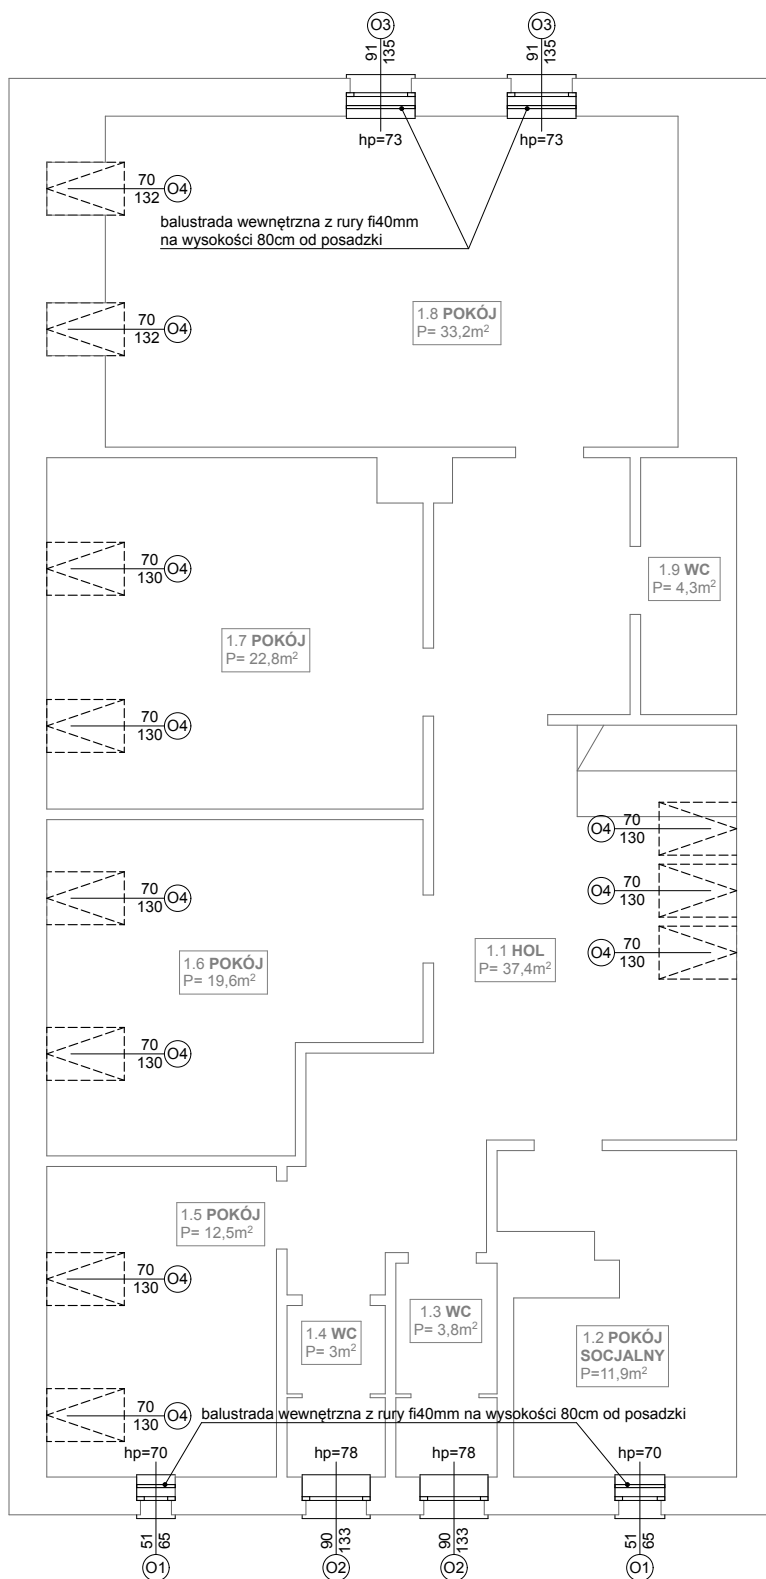 O3
O3
91
135
91
135
hp=73
hp=73
70
132
O4
balustrada wewnętrzna z rury fi40mm
na wysokości 80cm od posadzki
1.8 POKÓJ
P= 33,2m²
70
132
O4
70
130
O4
1.9 WC
P= 4,3m²
1.7 POKÓJ
P= 22,8m²
70
130
O4
O4
70
130
70
130
O4
O4
70
130
1.6 POKÓJ
P= 19,6m²
1.1 HOL
P= 37,4m²
O4
70
130
70
130
O4
1.5 POKÓJ
P= 12,5m²
70
130
O4
1.4 WC
P= 3m²
1.3 WC
P= 3,8m²
1.2 POKÓJ
SOCJALNY
P=11,9m²
70
130
O4
balustrada wewnętrzna z rury fi40mm na wysokości 80cm od posadzki
hp=70
hp=78
hp=78
hp=70
51
65
90
133
90
133
51
65
O1
O2
O2
O1